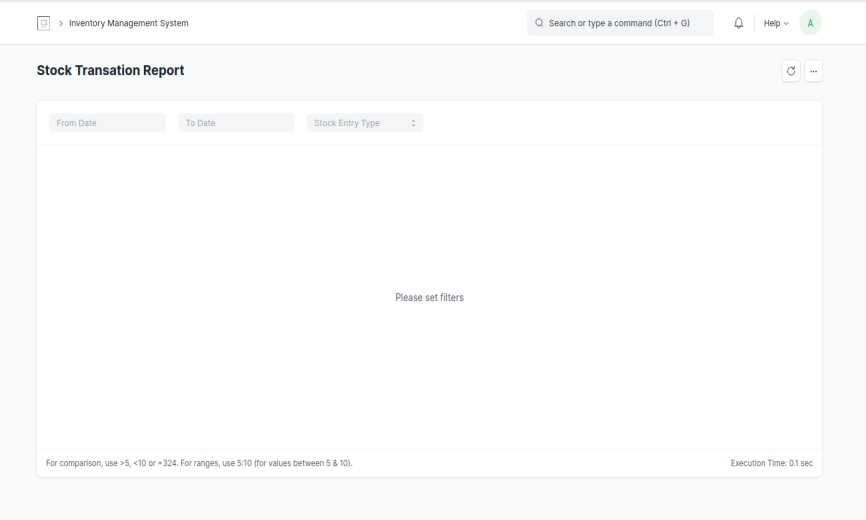 Inventory Management System
Search or type a command (Ctrl + G)
Help
A
Stock Transation Report
From Date
To Date
Stock Entry Type
Please set filters
For comparison, use >5, <10 or =324. For ranges, use 5:10 (for values between 5 & 10).
Execution Time: 0.1 sec